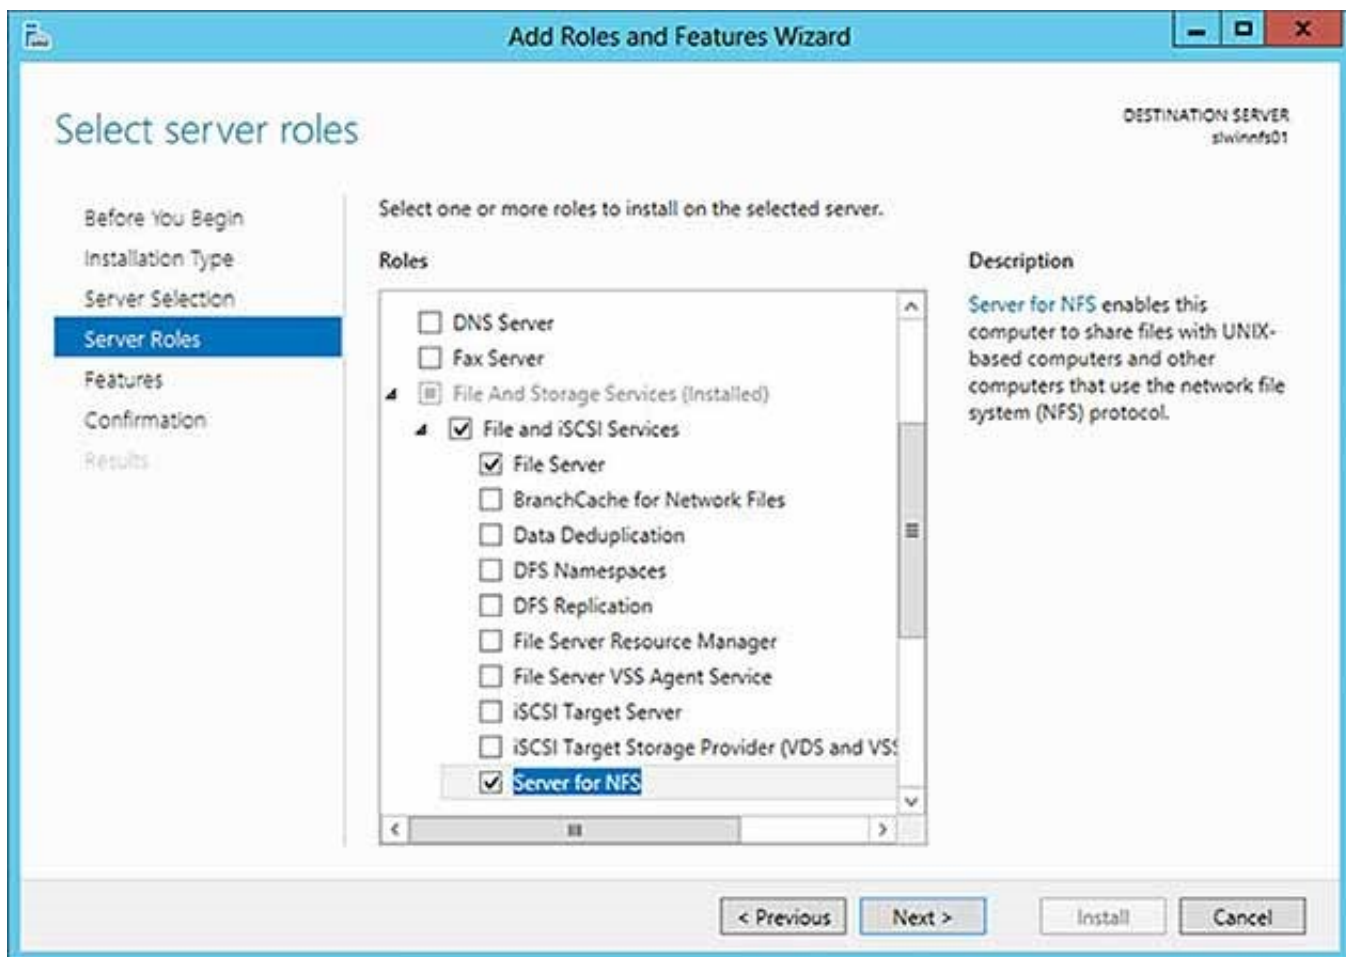 Add Roles and Features Wizard
Select server roles
DESTINATION SERVER
slwinnfs01
Before You Begin
Installation Type
Server Selection
Server Roles
Features
Confirmation
Results
Select one or more roles to install on the selected server.
Roles
DNS Server
Fax Server
File And Storage Services (Installed)
File and iSCSI Services
File Server
BranchCache for Network Files
Data Deduplication
DFS Namespaces
DFS Replication
File Server Resource Manager
File Server VSS Agent Service
iSCSI Target Server
iSCSI Target Storage Provider (VDS and VSS
Server for NFS
Description
Server for NFS enables this
computer to share files with UNIX-
based computers and other
computers that use the network file
system (NFS) protocol.
< Previous
Next >
Install
Cancel